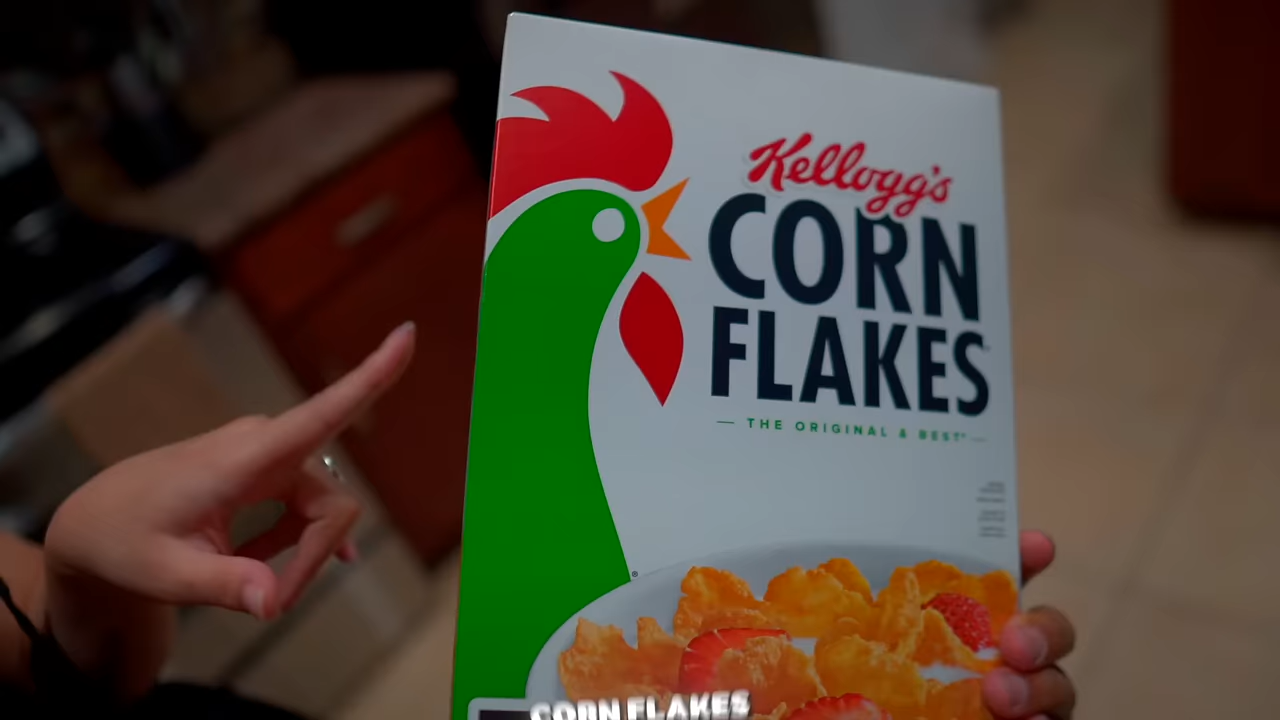 Kellogg's
CORN
FLAKES
— THE ORIGINAL & BEST® —
®
CORN FLAKES